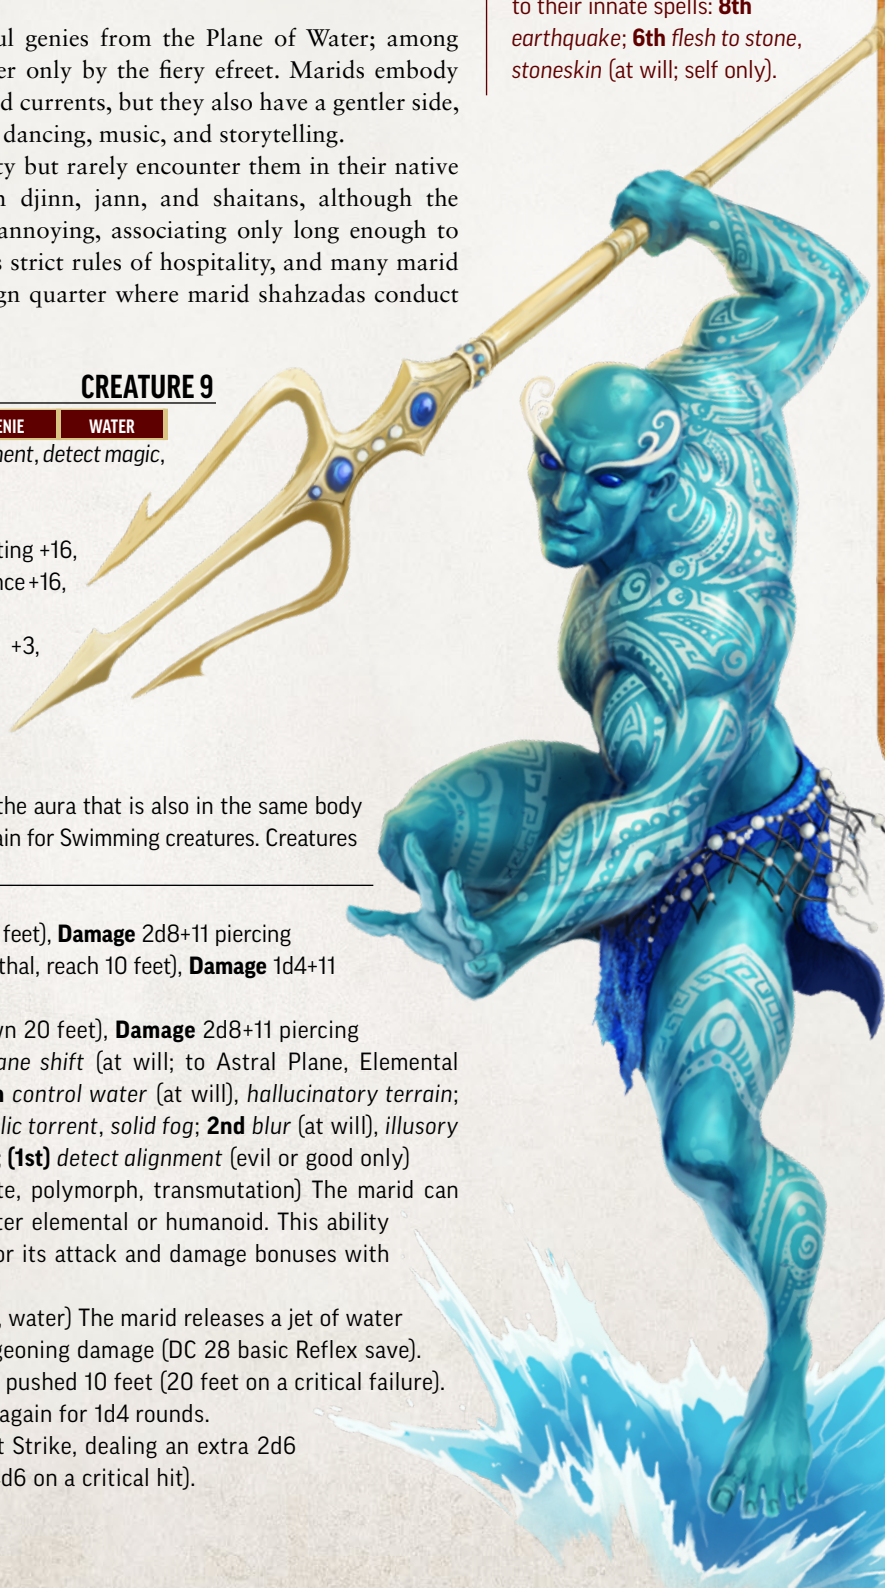 to their innate spells: 8th
earthquake; 6th flesh to stone,
stoneskin (at will; self only).
ul genies from the Plane of Water; among
er only by the fiery efreet. Marids embody
d currents, but they also have a gentler side,
dancing, music, and storytelling.
ty but rarely encounter them in their native
n djinn, jann, and shaitans, although the
annoying, associating only long enough to
s strict rules of hospitality, and many marid
gn quarter where marid shahzadas conduct
CREATURE 9
ENIE WATER
ment, detect magic,
ting +16,
nce +16,
+3,
the aura that is also in the same body
ain for Swimming creatures. Creatures
feet), Damage 2d8+11 piercing
thal, reach 10 feet), Damage 1d4+11
wn 20 feet), Damage 2d8+11 piercing
ane shift (at will; to Astral Plane, Elemental
h control water (at will), hallucinatory terrain;
lic torrent, solid fog; 2nd blur (at will), illusory
; (1st) detect alignment (evil or good only)
te, polymorph, transmutation) The marid can
ter elemental or humanoid. This ability
or its attack and damage bonuses with
, water) The marid releases a jet of water
geoning damage (DC 28 basic Reflex save).
pushed 10 feet (20 feet on a critical failure).
again for 1d4 rounds.
t Strike, dealing an extra 2d6
d6 on a critical hit).